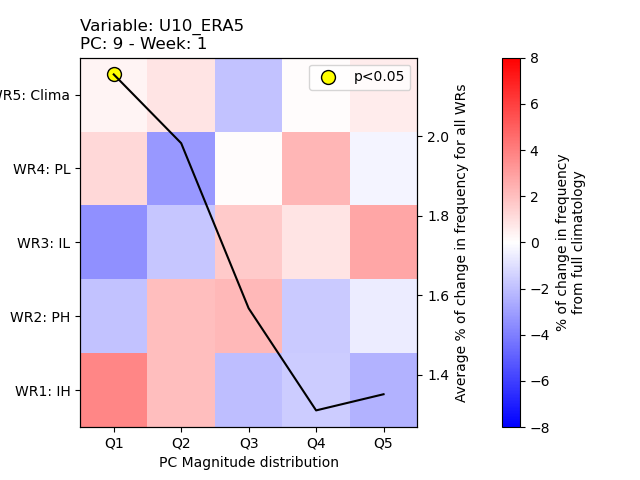 Variable: U10_ERA5
PC: 9 - Week: 1
p<0.05
WR5: Clima
WR4: PL
WR3: IL
WR2: PH
WR1: IH
Q1 Q2 Q3 Q4 Q5
PC Magnitude distribution
2.0
1.8
1.6
1.4
Average % of change in frequency for all WRs
8
6
4
2
0
−2
−4
−6
−8
% of change in frequency
from full climatology